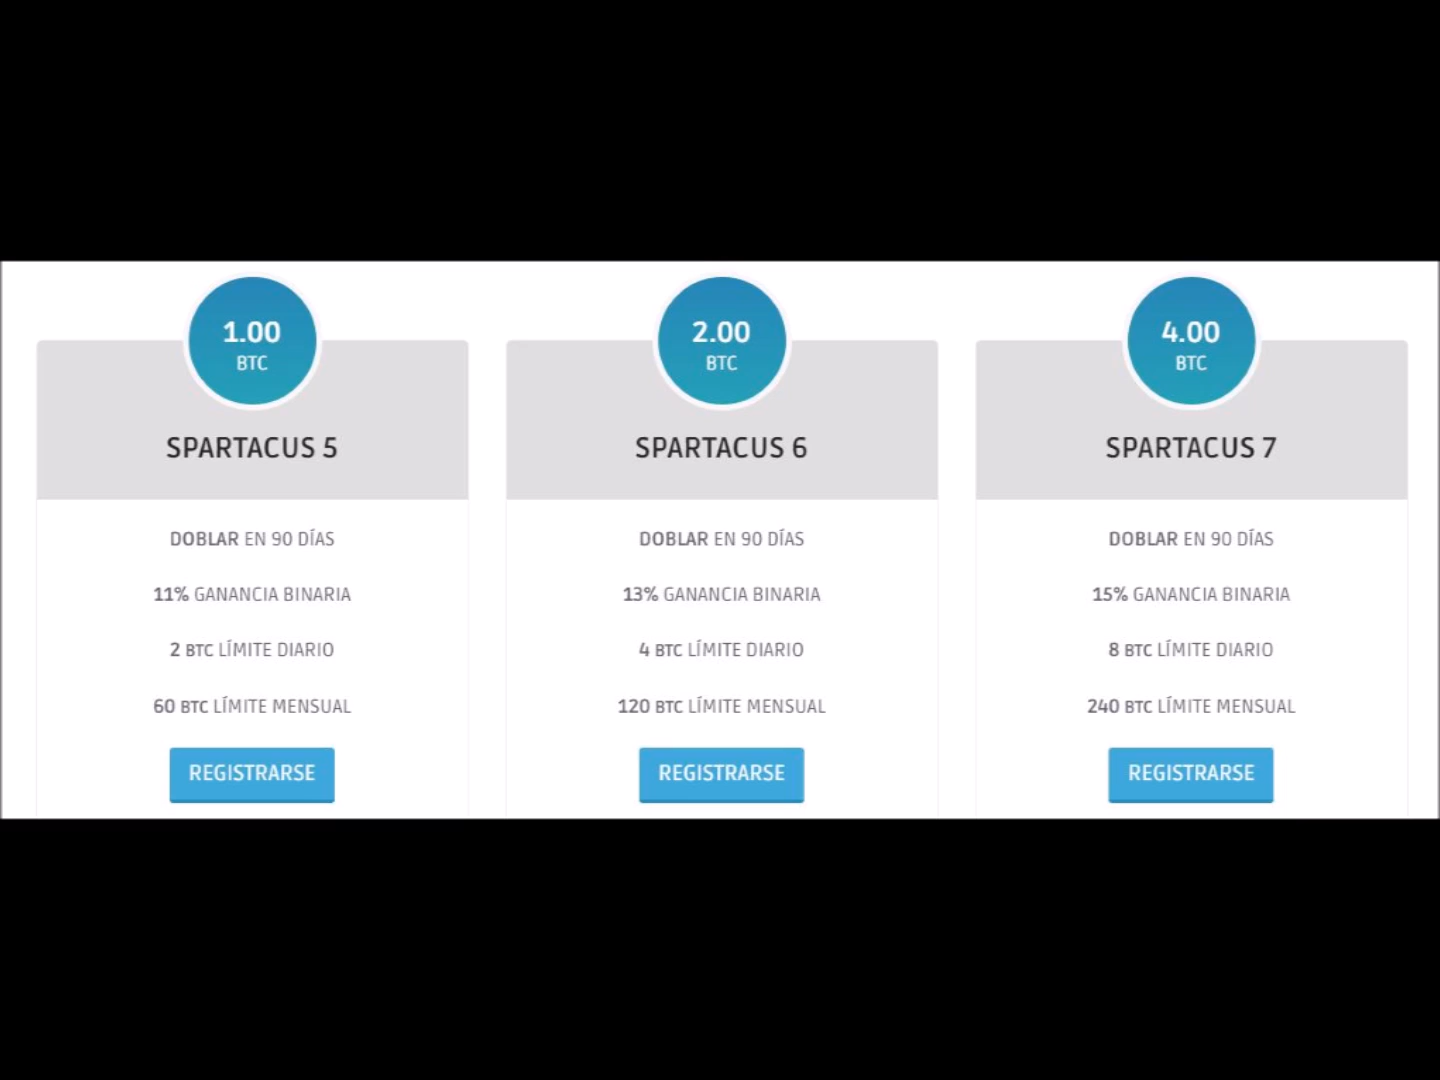 1.00
BTC
SPARTACUS 5
DOBLAR EN 90 DÍAS
11% GANANCIA BINARIA
2 BTC LÍMITE DIARIO
60 BTC LÍMITE MENSUAL
REGISTRARSE
2.00
BTC
SPARTACUS 6
DOBLAR EN 90 DÍAS
13% GANANCIA BINARIA
4 BTC LÍMITE DIARIO
120 BTC LÍMITE MENSUAL
REGISTRARSE
4.00
BTC
SPARTACUS 7
DOBLAR EN 90 DÍAS
15% GANANCIA BINARIA
8 BTC LÍMITE DIARIO
240 BTC LÍMITE MENSUAL
REGISTRARSE